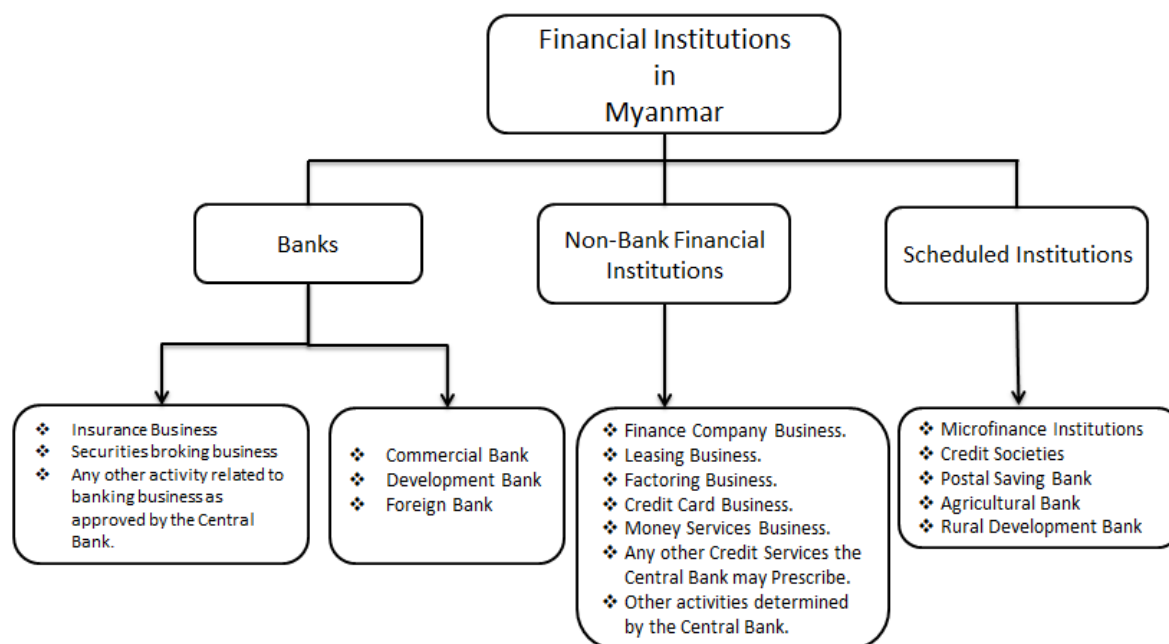 Financial Institutions
in
Myanmar
Banks
Non-Bank Financial
Institutions
Scheduled Institutions
❖ Insurance Business
❖ Securities broking business
❖ Any other activity related to
banking business as
approved by the Central
Bank.
❖ Commercial Bank
❖ Development Bank
❖ Foreign Bank
❖ Finance Company Business.
❖ Leasing Business.
❖ Factoring Business.
❖ Credit Card Business.
❖ Money Services Business.
❖ Any other Credit Services the
Central Bank may Prescribe.
❖ Other activities determined
by the Central Bank.
❖ Microfinance Institutions
❖ Credit Societies
❖ Postal Saving Bank
❖ Agricultural Bank
❖ Rural Development Bank